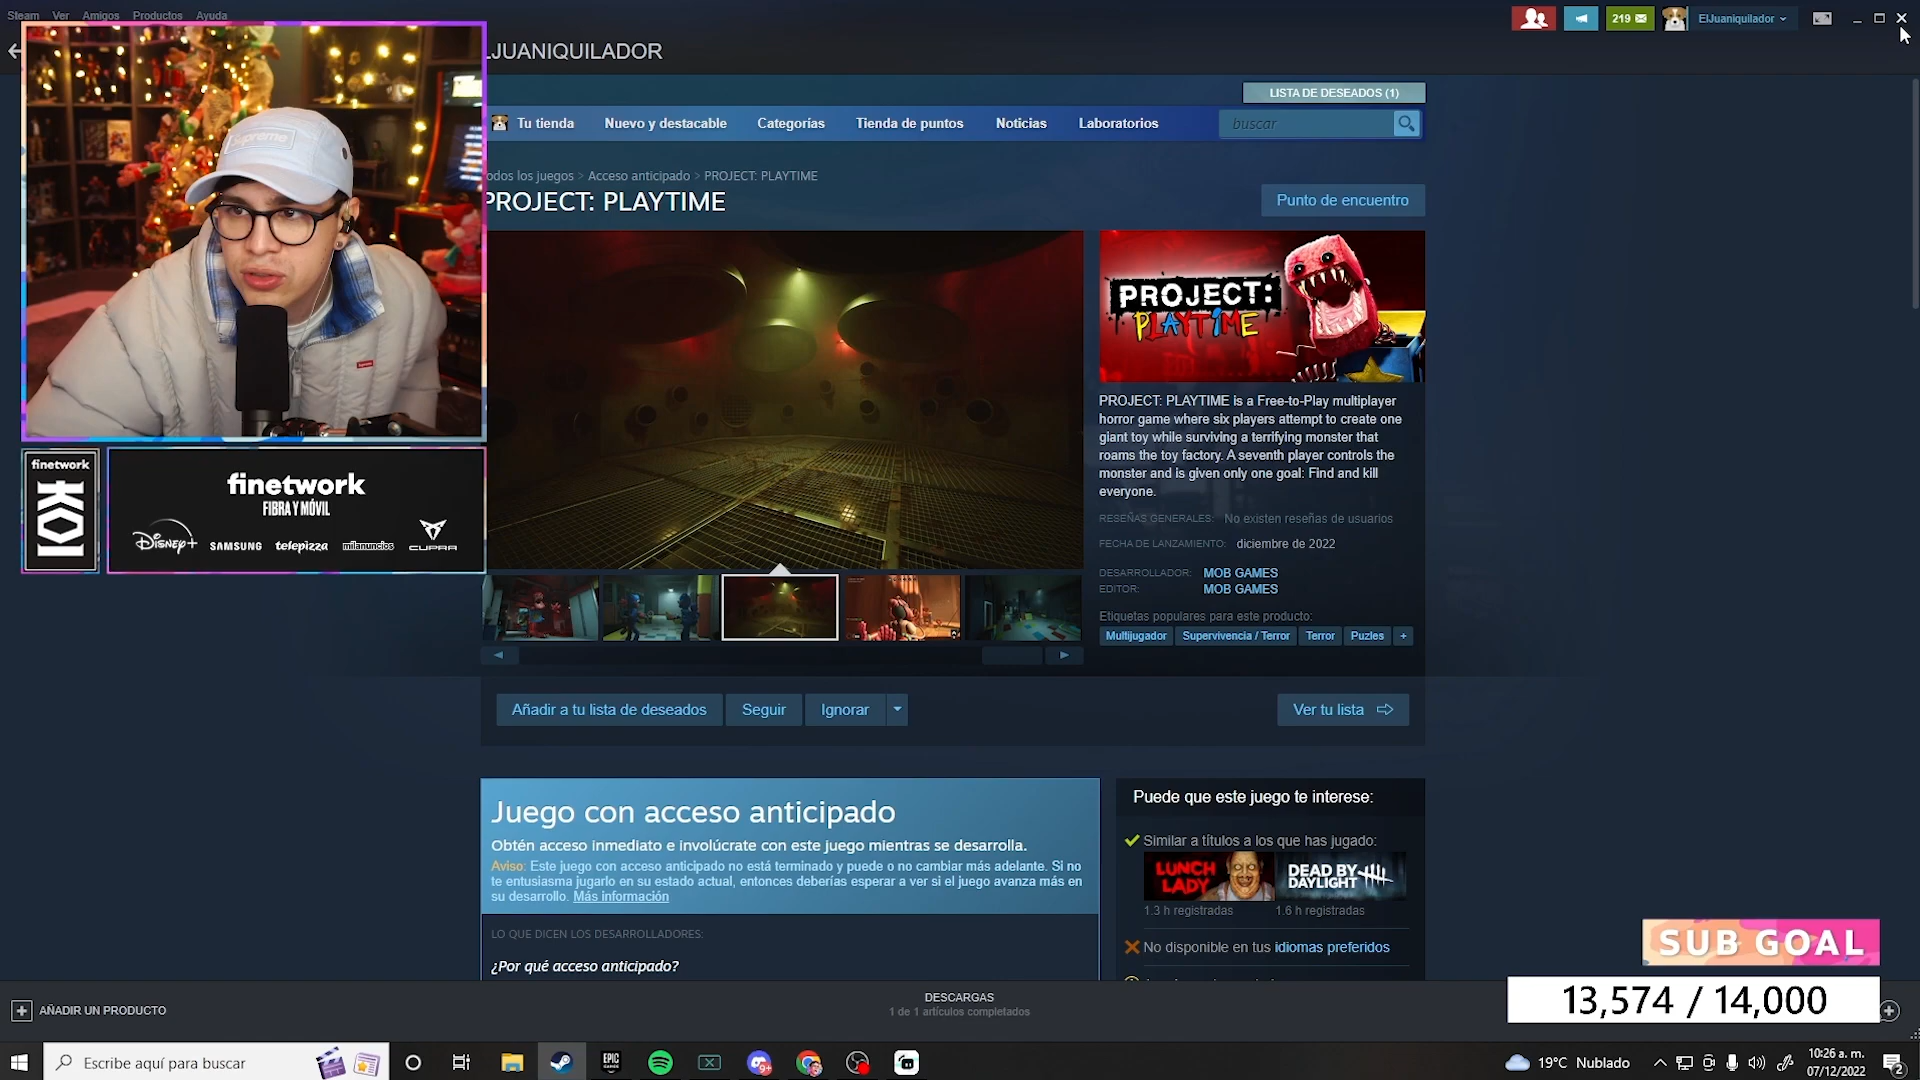 Steam Ver Amigos Productos Ayuda
219
ElJuaniquilador
LJUANIQUILADOR
LISTA DE DESEADOS (1)
Tu tienda Nuevo y destacable Categorías Tienda de puntos Noticias Laboratorios buscar
odos los juegos > Acceso anticipado > PROJECT: PLAYTIME
PROJECT: PLAYTIME
Punto de encuentro
Supreme
PROJECT:
PLAYTIME
PROJECT: PLAYTIME is a Free-to-Play multiplayer
horror game where six players attempt to create one
giant toy while surviving a terrifying monster that
roams the toy factory. A seventh player controls the
monster and is given only one goal: Find and kill
everyone.
RESEÑAS GENERALES: No existen reseñas de usuarios
FECHA DE LANZAMIENTO: diciembre de 2022
DESARROLLADOR: MOB GAMES
EDITOR: MOB GAMES
Etiquetas populares para este producto:
Multijugador Supervivencia / Terror Terror Puzles +
finetwork
KOI
finetwork
FIBRA Y MÓVIL
Disney+ SAMSUNG telepizza milanuncios CUPRA
Añadir a tu lista de deseados Seguir Ignorar
Ver tu lista
Juego con acceso anticipado
Obtén acceso inmediato e involúcrate con este juego mientras se desarrolla.
Aviso: Este juego con acceso anticipado no está terminado y puede o no cambiar más adelante. Si no
te entusiasma jugarlo en su estado actual, entonces deberías esperar a ver si el juego avanza más en
su desarrollo. Más información
LO QUE DICEN LOS DESARROLLADORES:
¿Por qué acceso anticipado?
Puede que este juego te interese:
Similar a títulos a los que has jugado:
LUNCH
LADY
DEAD BY
DAYLIGHT
1.3 h registradas 1.6 h registradas
No disponible en tus idiomas preferidos
SUB GOAL
13,574 / 14,000
AÑADIR UN PRODUCTO
DESCARGAS
1 de 1 artículos completados
Escribe aquí para buscar
EPIC
GAMES
9+
19°C Nublado
10:26 a. m.
07/12/2022
2